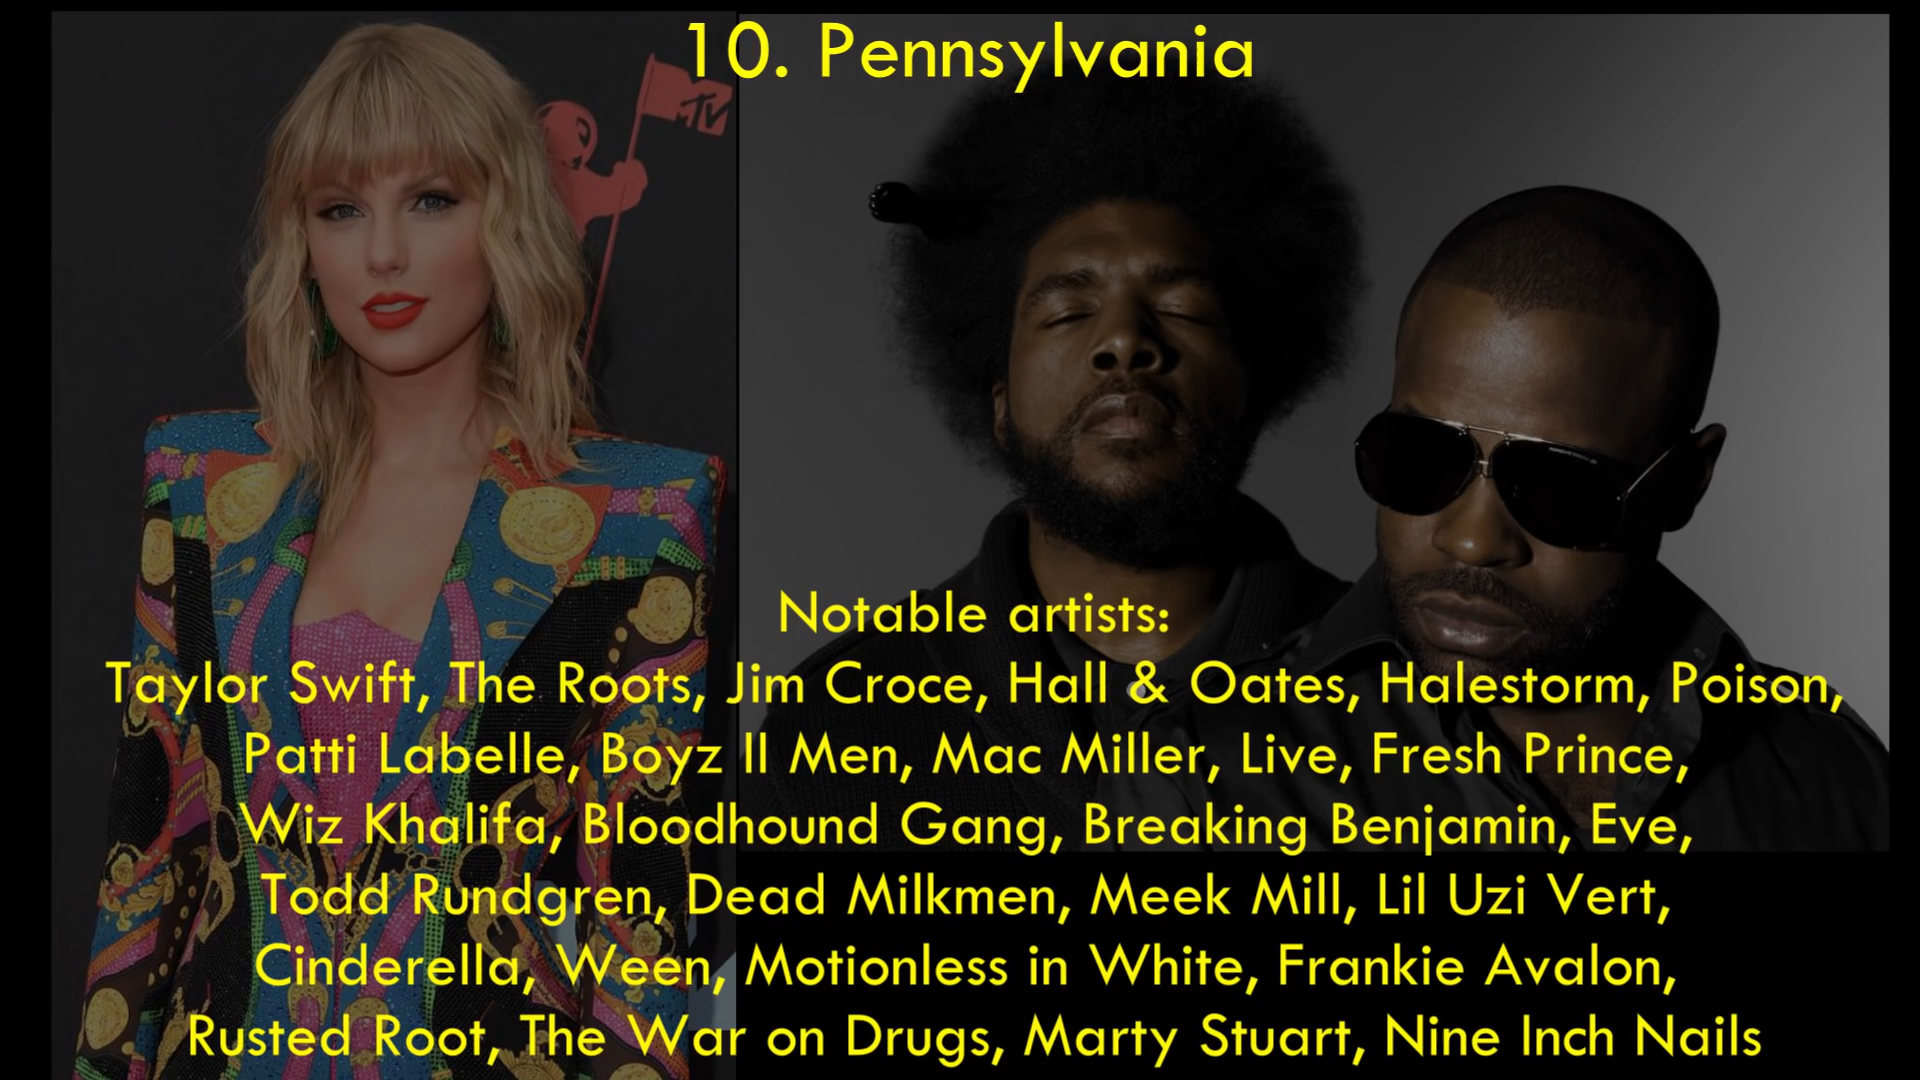 10. Pennsylvania
MTV
Notable artists:
Taylor Swift, The Roots, Jim Croce, Hall & Oates, Halestorm, Poison,
Patti Labelle, Boyz II Men, Mac Miller, Live, Fresh Prince,
Wiz Khalifa, Bloodhound Gang, Breaking Benjamin, Eve,
Todd Rundgren, Dead Milkmen, Meek Mill, Lil Uzi Vert,
Cinderella, Ween, Motionless in White, Frankie Avalon,
Rusted Root, The War on Drugs, Marty Stuart, Nine Inch Nails